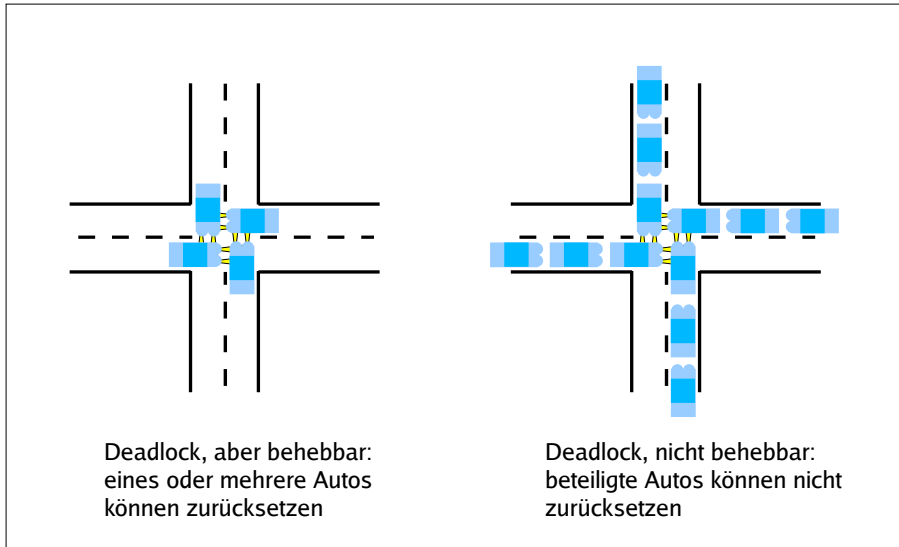 Deadlock, aber behebbar:
eines oder mehrere Autos
können zurücksetzen
Deadlock, nicht behebbar:
beteiligte Autos können nicht
zurücksetzen